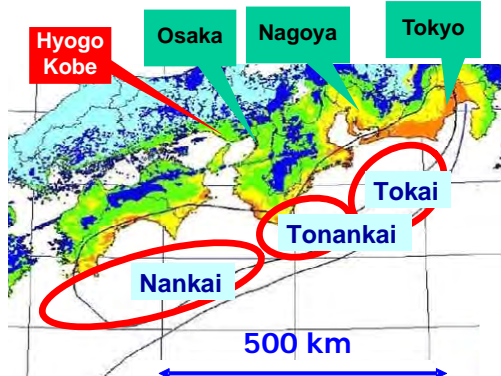 Hyogo
Kobe
Osaka
Nagoya
Tokyo
Tokai
Tonankai
Nankai
500 km